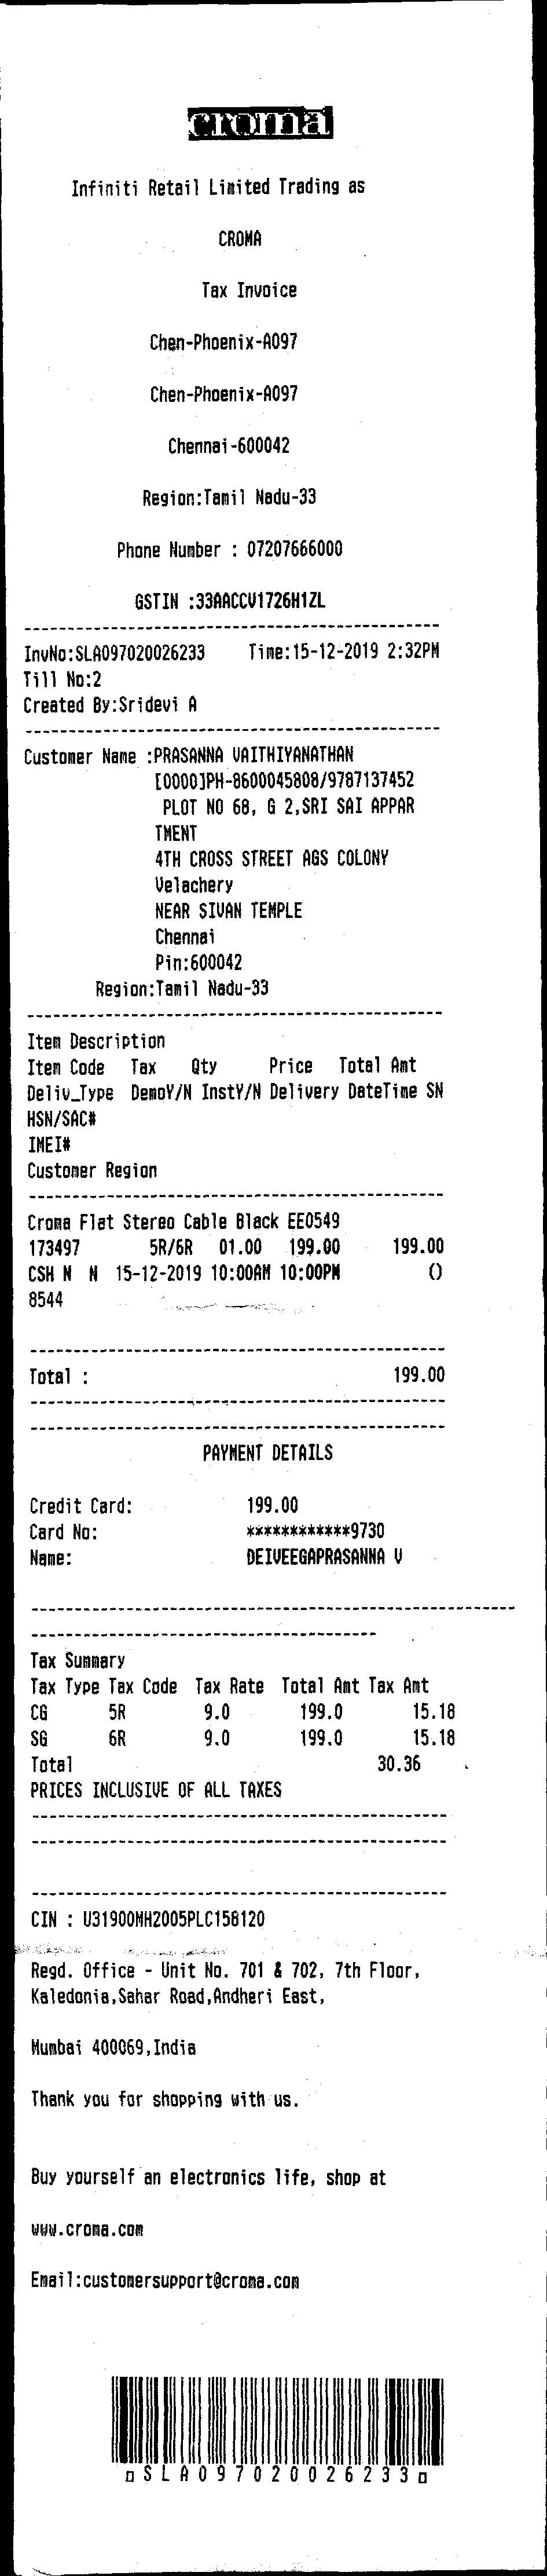 croma
Infiniti Retail Limited Trading as
CROMA
Tax Invoice
Chen-Phoenix-A097
Chen-Phoenix-A097
Chennai-600042
Region:Tamil Nadu-33
Phone Number : 07207666000
GSTIN :33AACCV1726H1ZL
InvNo:SLA097020026233 Time:15-12-2019 2:32PM
Till No:2
Created By:Sridevi A
Customer Name :PRASANNA VAITHIYANATHAN
[0000]PH-8600045808/9787137452
PLOT NO 68, G 2,SRI SAI APPAR
TMENT
4TH CROSS STREET AGS COLONY
Velachery
NEAR SIVAN TEMPLE
Chennai
Pin:600042
Region:Tamil Nadu-33
Item Description
Item Code Tax Qty Price Total Amt
Deliv_Type DemoY/N InstY/N Delivery DateTime SN
HSN/SAC#
IMEI#
Customer Region
Croma Flat Stereo Cable Black EE0549
173497 5R/6R 01.00 199.00 199.00
CSH N N 15-12-2019 10:00AM 10:00PM ()
8544
Total : 199.00
PAYMENT DETAILS
Credit Card: 199.00
Card No: ************9730
Name: DEIVEEGAPRASANNA V
Tax Summary
Tax Type Tax Code Tax Rate Total Amt Tax Amt
CG 5R 9.0 199.0 15.18
SG 6R 9.0 199.0 15.18
Total 30.36
PRICES INCLUSIVE OF ALL TAXES
CIN : U31900MH2005PLC158120
Regd. Office - Unit No. 701 & 702, 7th Floor,
Kaledonia,Sahar Road,Andheri East,
Mumbai 400069,India
Thank you for shopping with us.
Buy yourself an electronics life, shop at
www.croma.com
Email:customersupport@croma.com
SLA097020026233